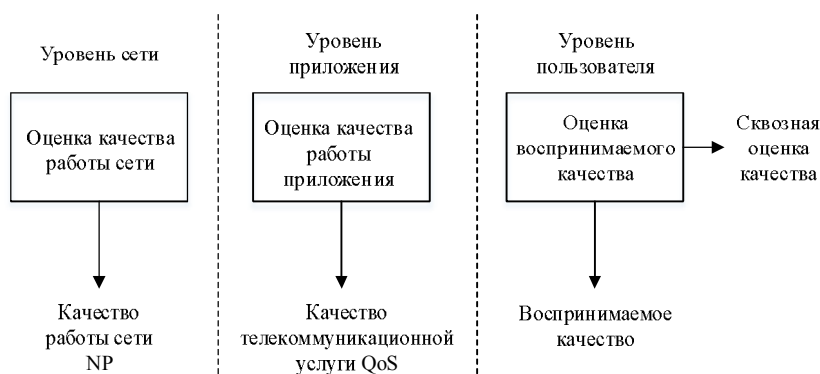 Уровень сети
Оценка качества
работы сети
Качество
работы сети
NP
Уровень
приложения
Оценка качества
работы
приложения
Качество
телекоммуникационной
услуги QoS
Уровень
пользователя
Оценка
воспринимаемого
качества
Сквозная
оценка
качества
Воспринимаемое
качество